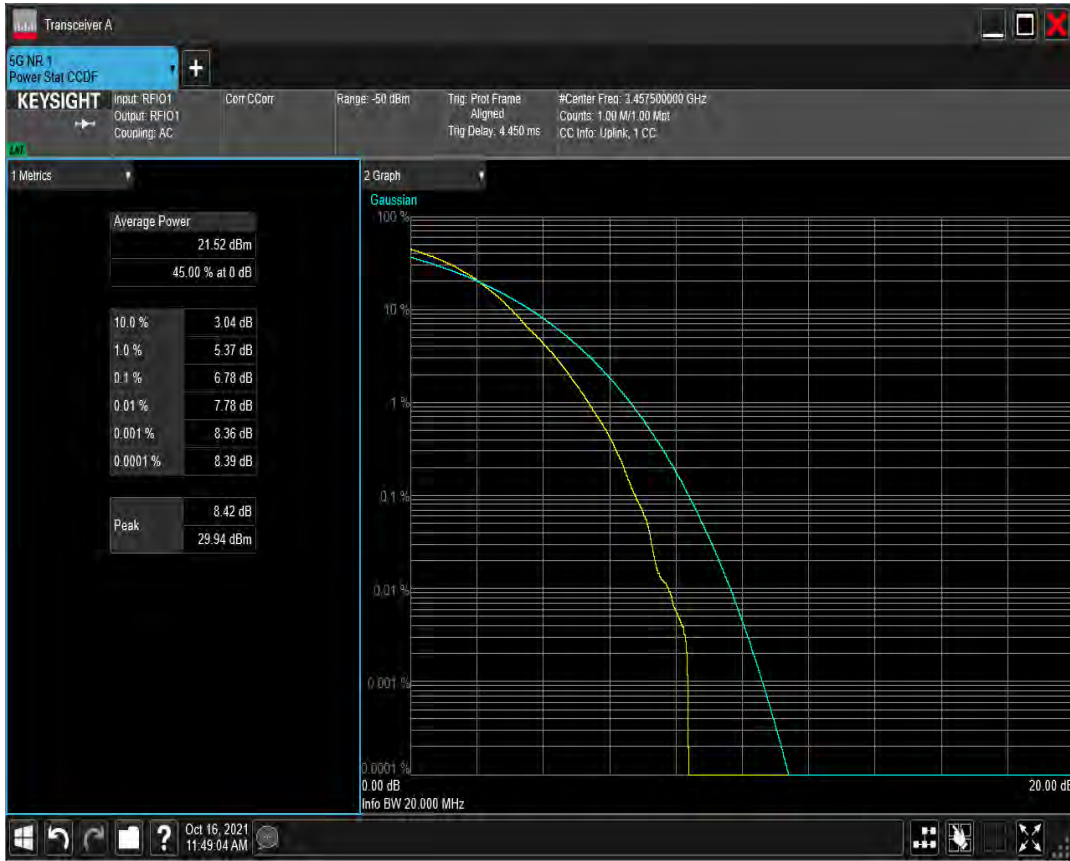 Transceiver A
5G NR 1
Power Stat CCDF
+
KEYSIGHT
Input: RFIO1
Output: RFIO1
Coupling: AC
Corr CCorr
Range: -50 dBm
Trig: Prot Frame
Aligned
Trig Delay: 4.450 ms
#Center Freq: 3.457500000 GHz
Counts: 1.00 M/1.00 Mpt
CC Info: Uplink, 1 CC
1 Metrics
Average Power
21.52 dBm
45.00 % at 0 dB
10.0 % 3.04 dB
1.0 % 5.37 dB
0.1 % 6.78 dB
0.01 % 7.78 dB
0.001 % 8.36 dB
0.0001 % 8.39 dB
Peak 8.42 dB
29.94 dBm
2 Graph
Gaussian
100 %
10 %
1 %
0.1 %
0.01 %
0.001 %
0.0001 %
0.00 dB 20.00 dB
Info BW 20.000 MHz
? Oct 16, 2021
11:49:04 AM